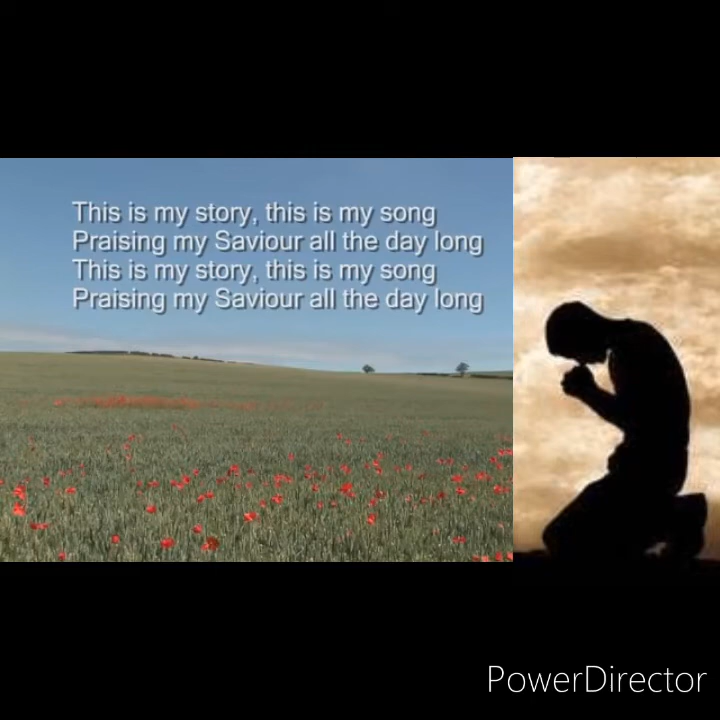 This is my story, this is my song
Praising my Saviour all the day long
This is my story, this is my song
Praising my Saviour all the day long
PowerDirector